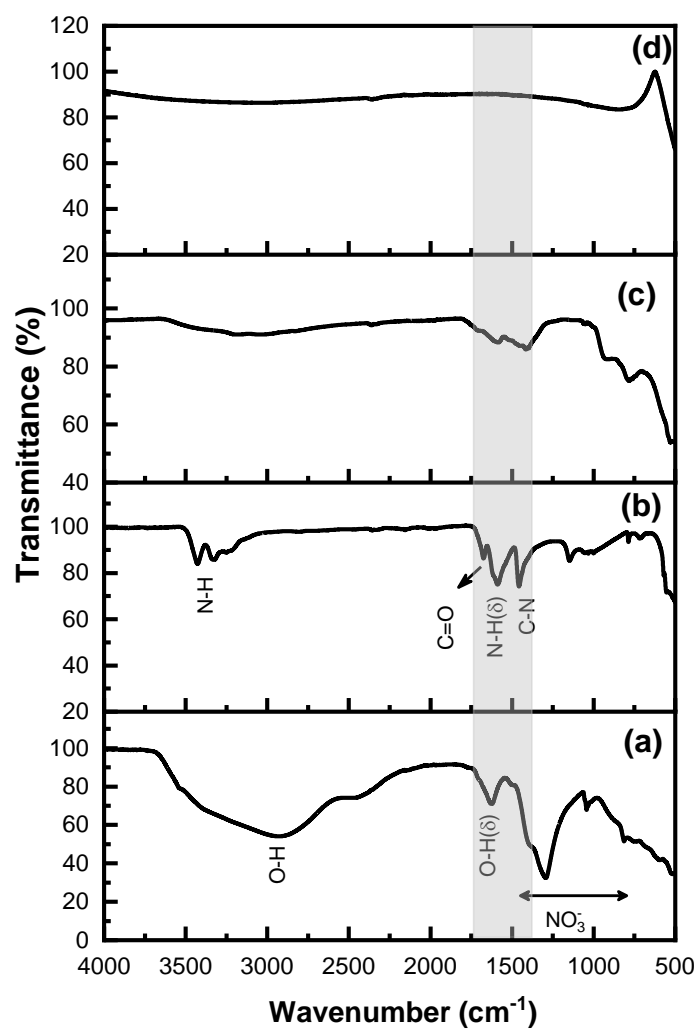 Transmittance (%)
120
100
80
60
40
20
(d)
100
80
60
40
(c)
100
80
60
40
20
(b)
N-H
C=O
N-H(δ)
C-N
100
80
60
40
20
0
(a)
O-H
O-H(δ)
NO₃⁻
4000 3500 3000 2500 2000 1500 1000 500
Wavenumber (cm⁻¹)